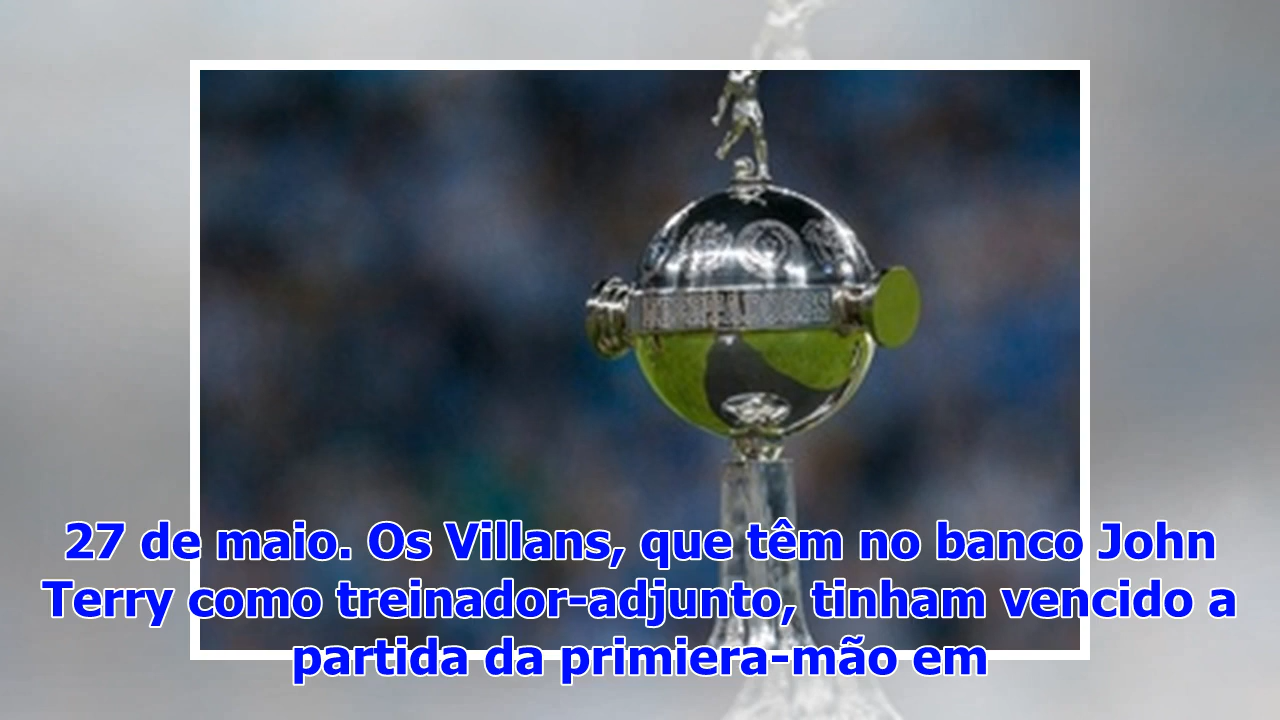 27 de maio. Os Villans, que têm no banco John
Terry como treinador-adjunto, tinham vencido a
partida da primiera-mão em